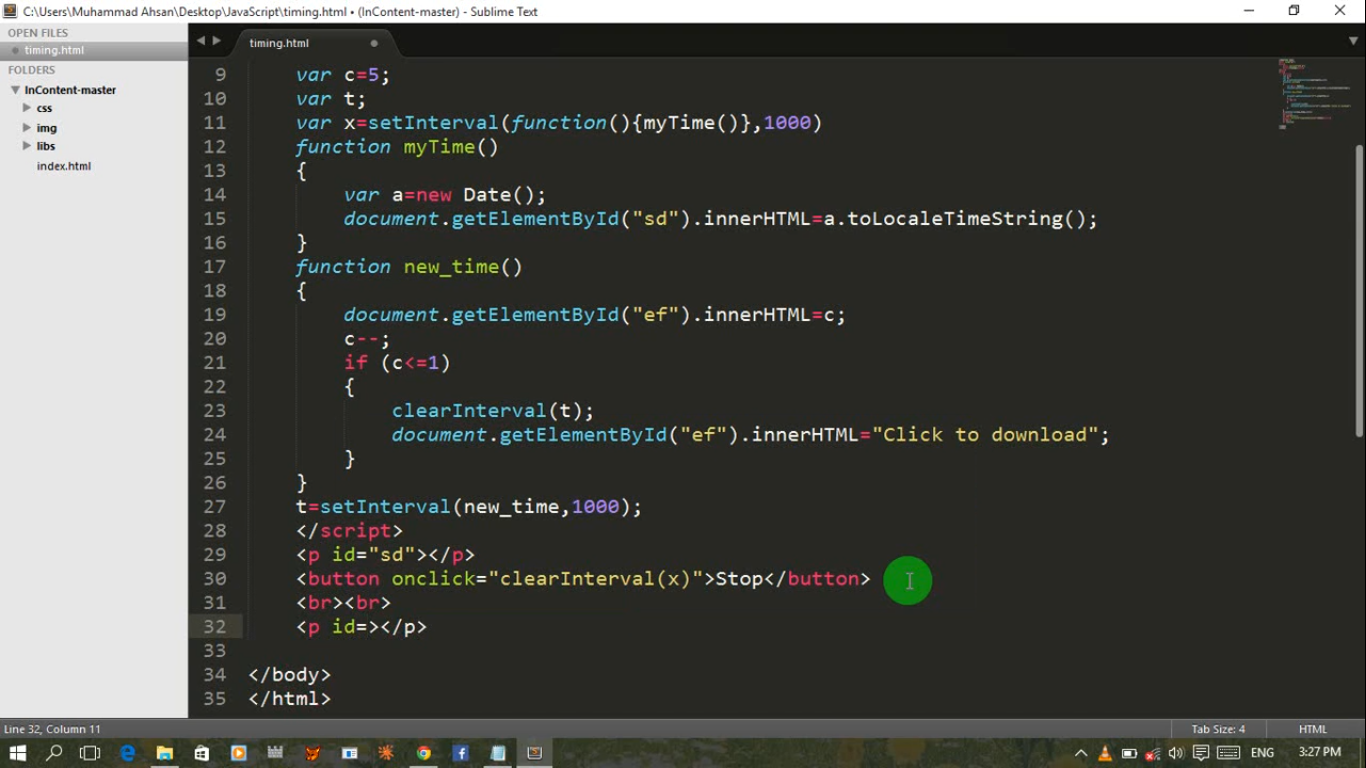 C:\Users\Muhammad Ahsan\Desktop\JavaScript\timing.html • (InContent-master) - Sublime Text
OPEN FILES
timing.html
FOLDERS
InContent-master
css
img
libs
index.html
timing.html
9 var c=5;
10 var t;
11 var x=setInterval(function(){myTime()},1000)
12 function myTime()
13 {
14 var a=new Date();
15 document.getElementById("sd").innerHTML=a.toLocaleTimeString();
16 }
17 function new_time()
18 {
19 document.getElementById("ef").innerHTML=c;
20 c--;
21 if (c<=1)
22 {
23 clearInterval(t);
24 document.getElementById("ef").innerHTML="Click to download";
25 }
26 }
27 t=setInterval(new_time,1000);
28 </script>
29 <p id="sd"></p>
30 <button onclick="clearInterval(x)">Stop</button>
31 <br><br>
32 <p id=></p>
33
34 </body>
35 </html>
Line 32, Column 11
Tab Size: 4
HTML
ENG
3:27 PM